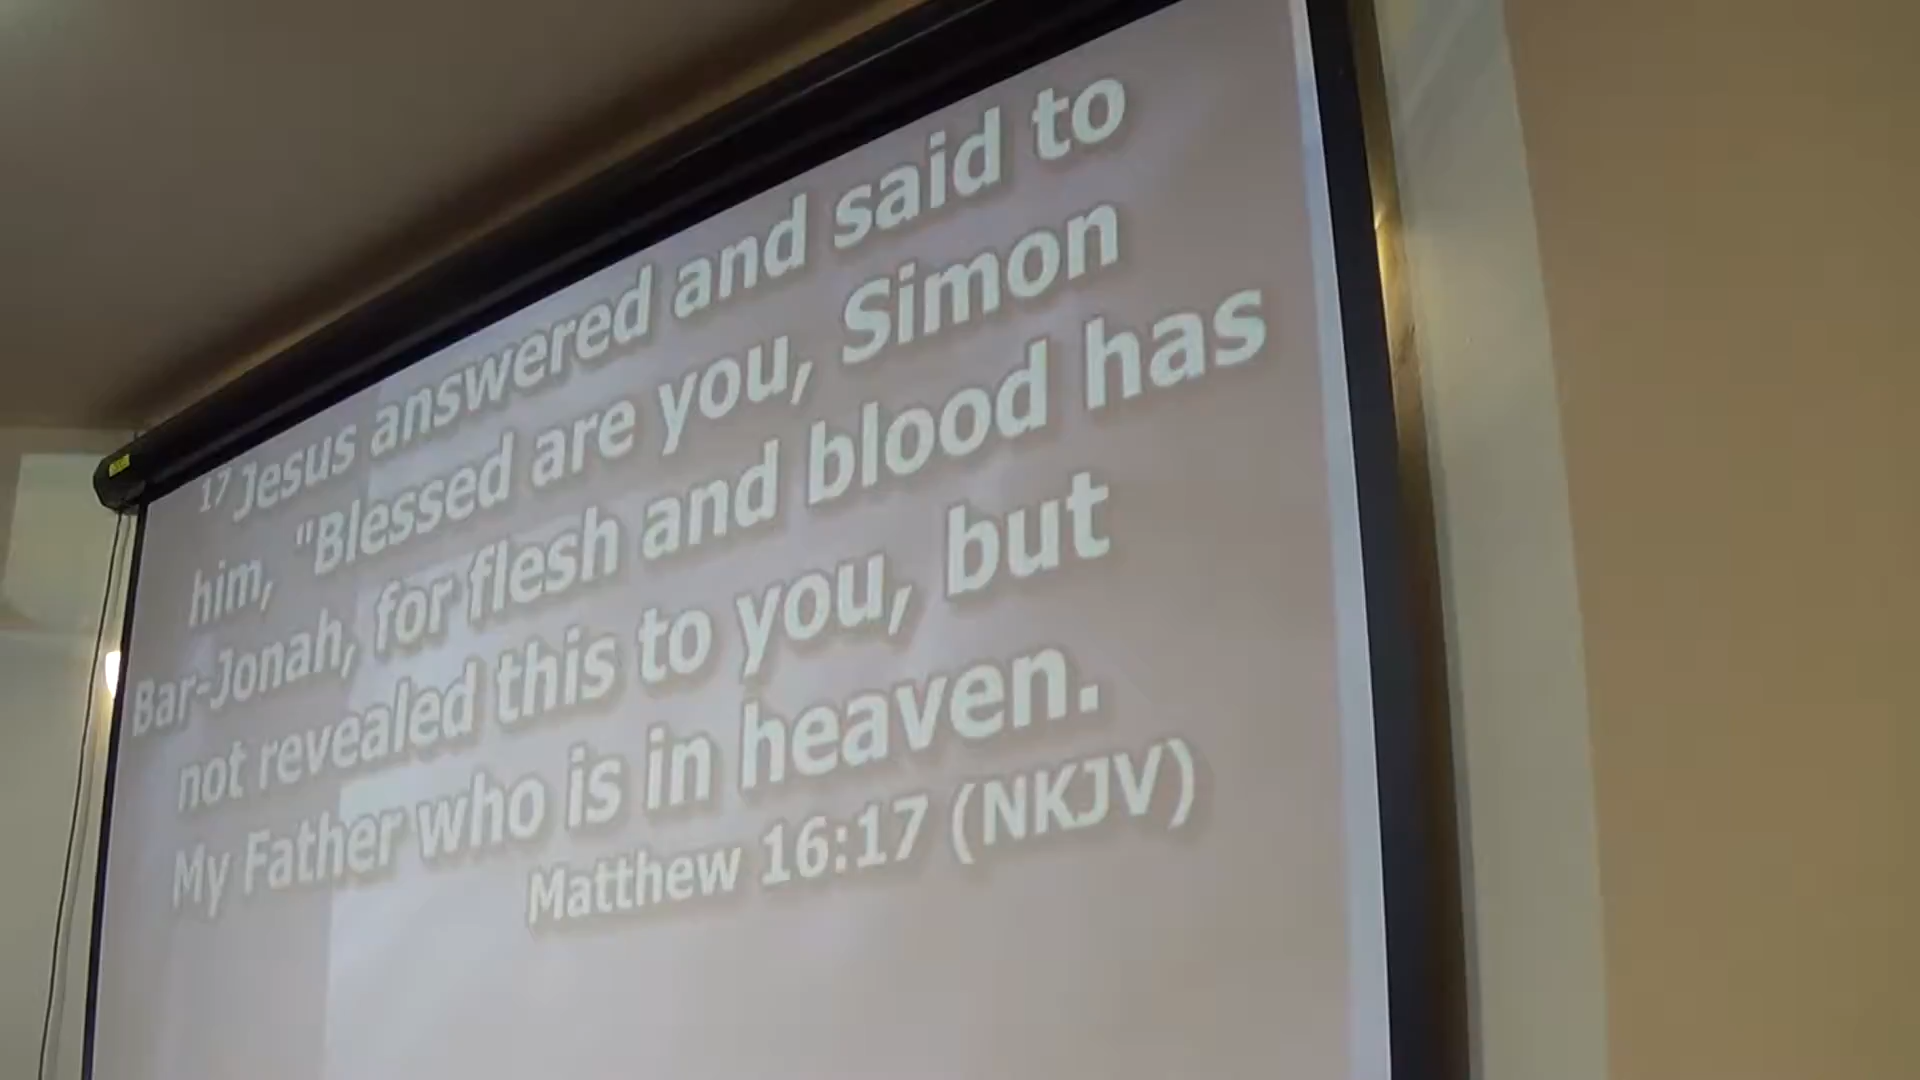 17 Jesus answered and said to
him, "Blessed are you, Simon
Bar-Jonah, for flesh and blood has
not revealed this to you, but
My Father who is in heaven.
Matthew 16:17 (NKJV)